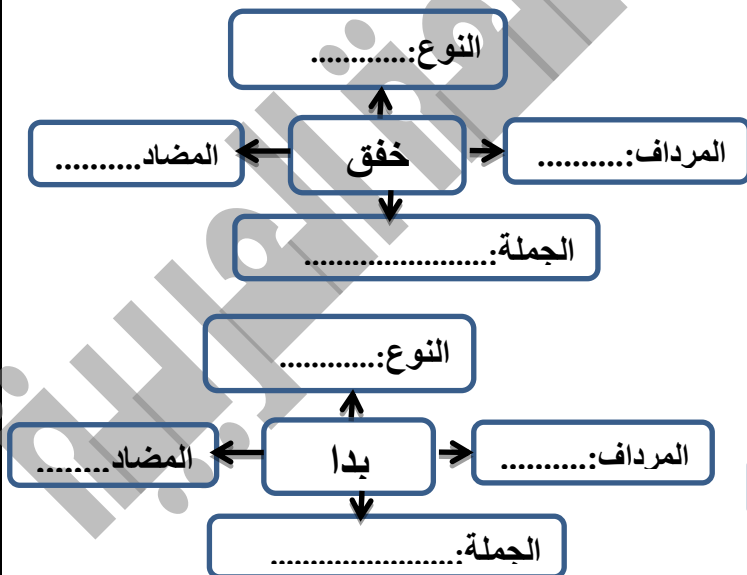 النوع:.............
المرداف:..........
خفق
المضاد..........
الجملة:........................
النوع:............
المرداف:...........
بدا
المضاد........
الجملة:.........................